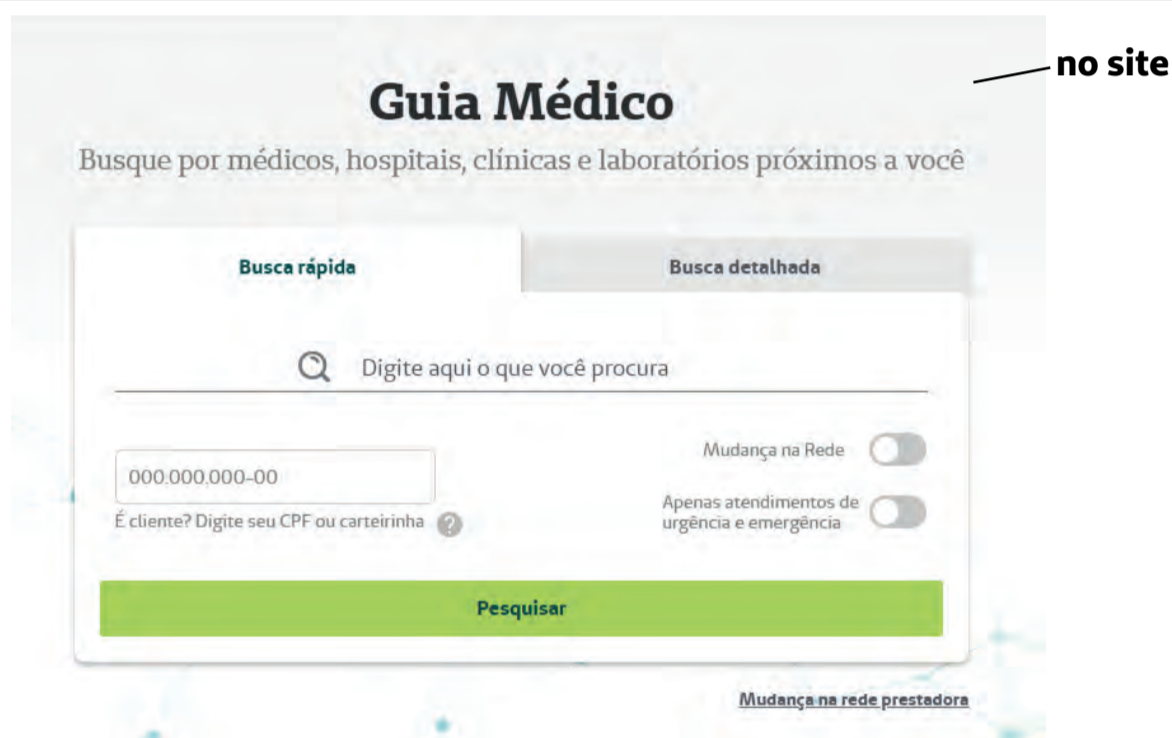 no site
Guia Médico
Busque por médicos, hospitais, clínicas e laboratórios próximos a você
Busca rápida
Busca detalhada
Digite aqui o que você procura
000.000.000-00
É cliente? Digite seu CPF ou carteirinha ?
Mudança na Rede
Apenas atendimentos de
urgência e emergência
Pesquisar
Mudança na rede prestadora